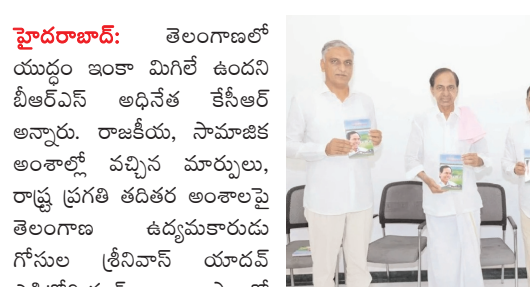 హైదరాబాద్: తెలంగాణలో
యుద్ధం ఇంకా మిగిలే ఉందని
బీఆర్ఎస్ అధినేత కేసీఆర్
అన్నారు. రాజకీయ, సామాజిక
అంశాల్లో వచ్చిన మార్పులు,
రాష్ట్ర ప్రగతి తదితర అంశాలపై
తెలంగాణ ఉద్యమకారుడు
గోసుల శ్రీనివాస్ యాదవ్